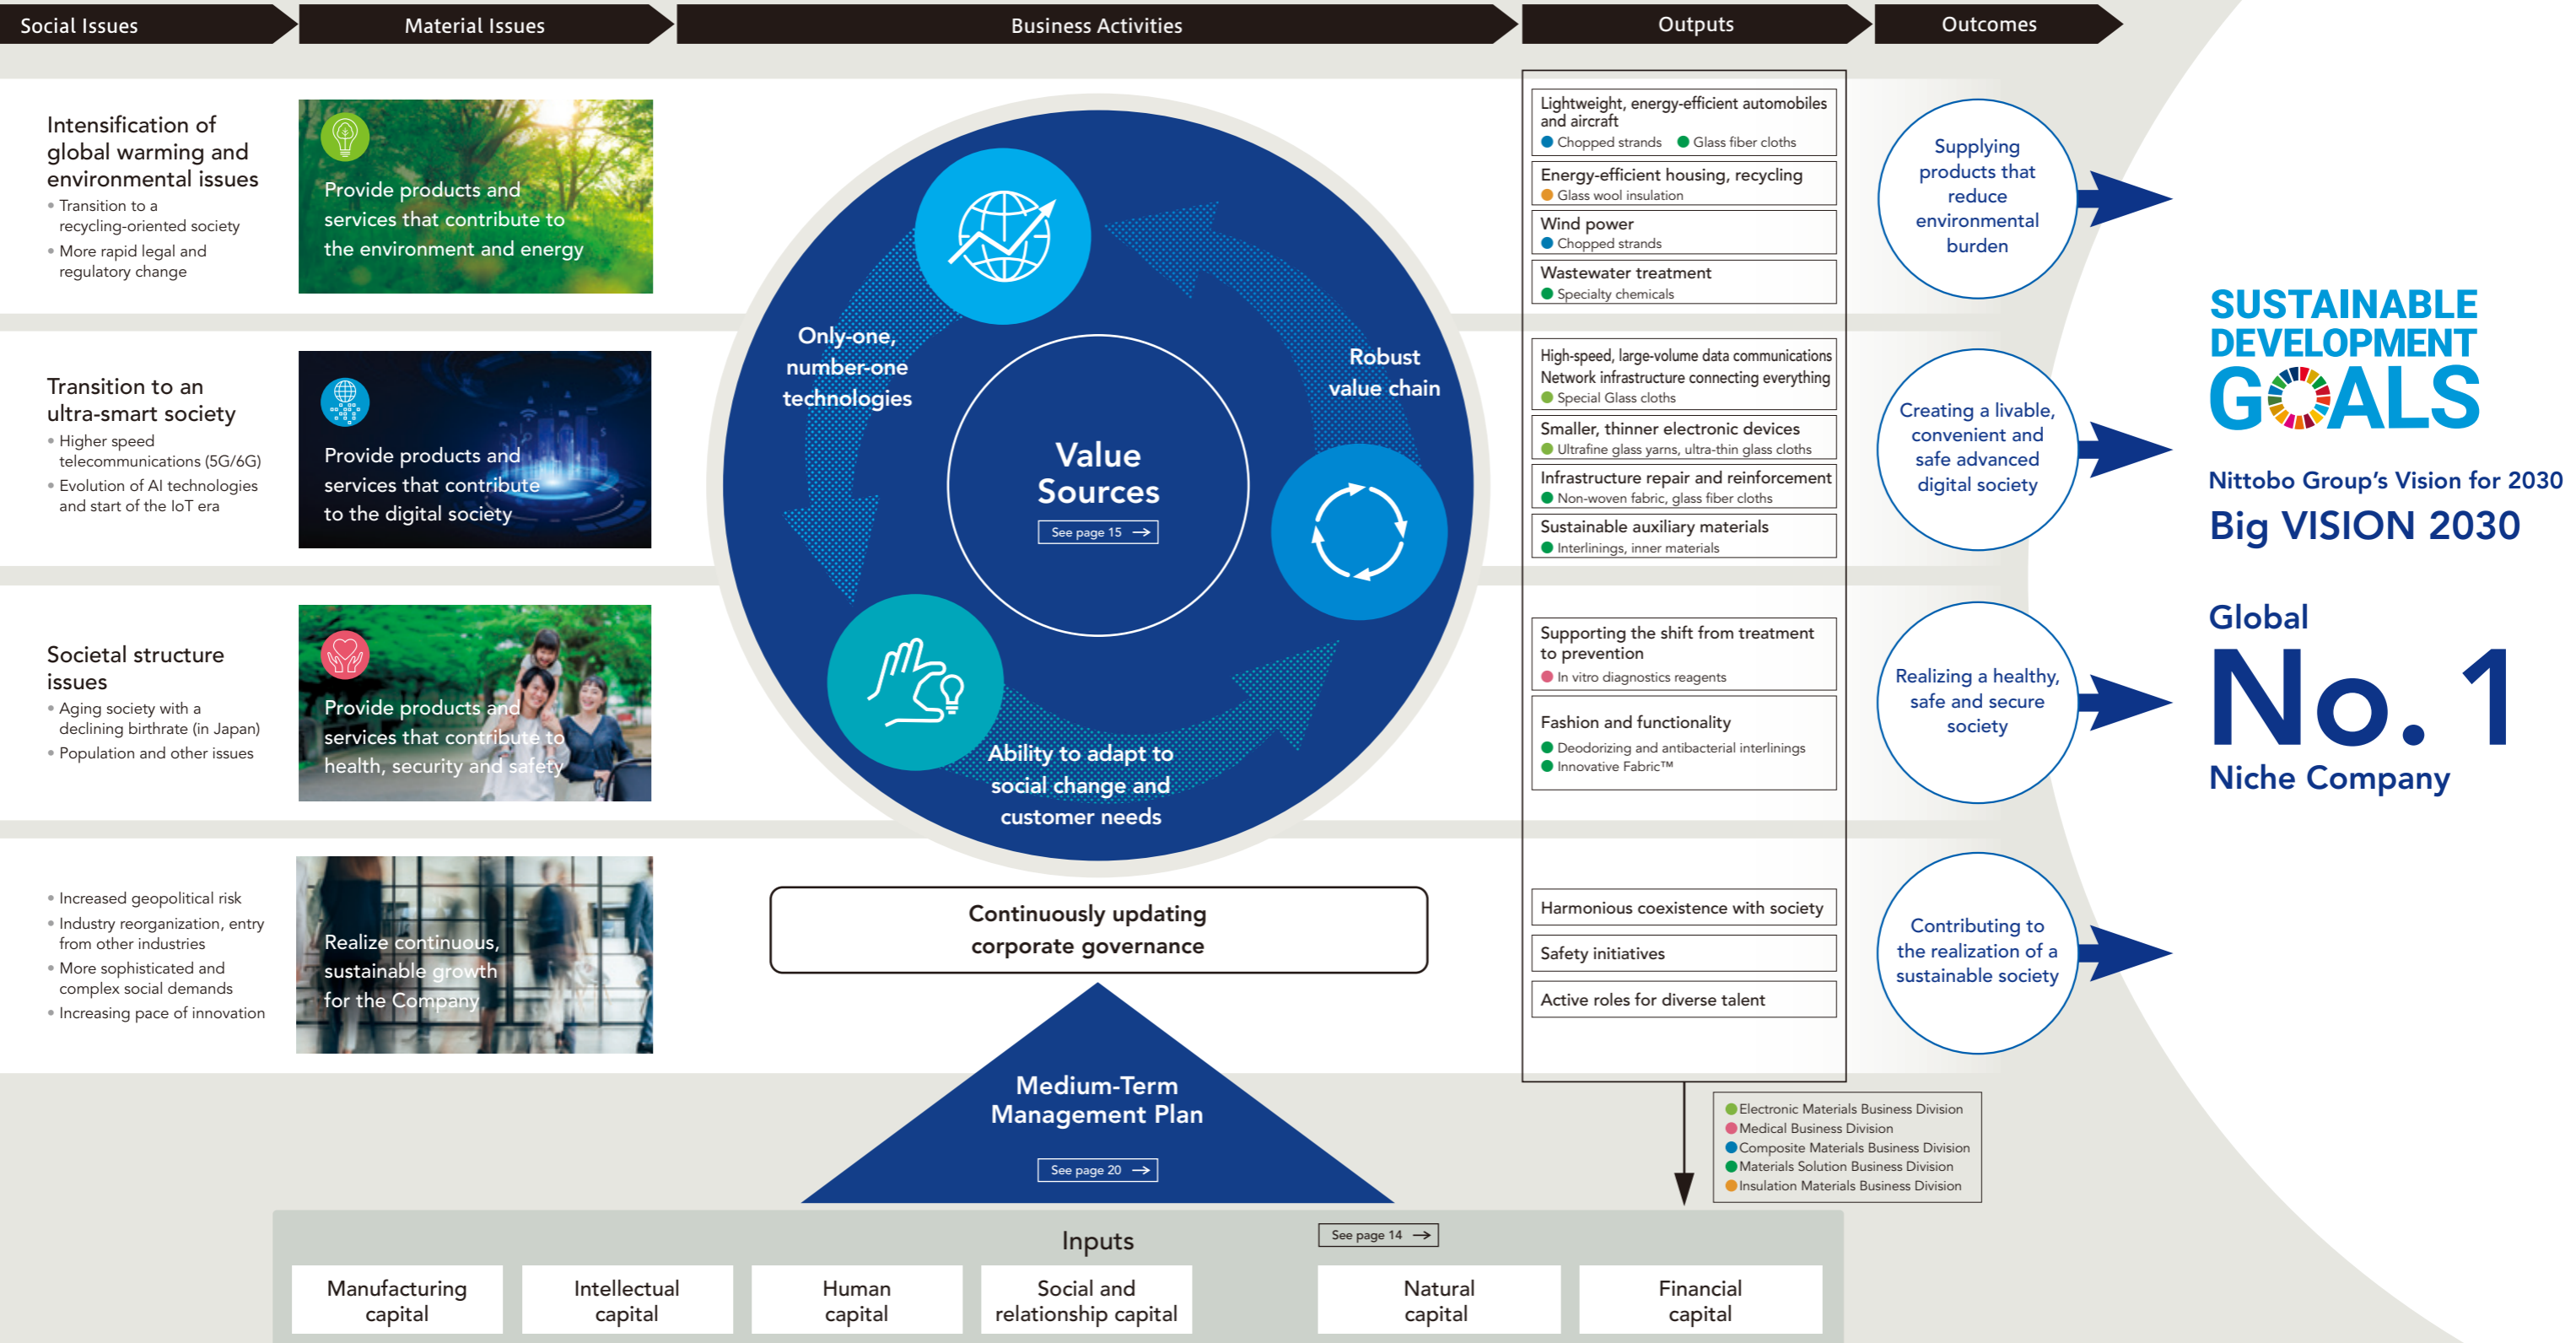 Social Issues
Material Issues
Business Activities
Outputs
Outcomes
Intensification of
global warming and
environmental issues
• Transition to a
recycling-oriented society
• More rapid legal and
regulatory change
Provide products and
services that contribute to
the environment and energy
Transition to an
ultra-smart society
• Higher speed
telecommunications (5G/6G)
• Evolution of AI technologies
and start of the IoT era
Provide products and
services that contribute
to the digital society
Societal structure
issues
• Aging society with a
declining birthrate (in Japan)
• Population and other issues
Provide products and
services that contribute to
health, security and safety
• Increased geopolitical risk
• Industry reorganization, entry
from other industries
• More sophisticated and
complex social demands
• Increasing pace of innovation
Realize continuous,
sustainable growth
for the Company
Only-one,
number-one
technologies
Robust
value chain
Value
Sources
See page 15 →
Ability to adapt to
social change and
customer needs
Continuously updating
corporate governance
Medium-Term
Management Plan
See page 20 →
Lightweight, energy-efficient automobiles
and aircraft
Chopped strands Glass fiber cloths
Energy-efficient housing, recycling
Glass wool insulation
Wind power
Chopped strands
Wastewater treatment
Specialty chemicals
High-speed, large-volume data communications
Network infrastructure connecting everything
Special Glass cloths
Smaller, thinner electronic devices
Ultrafine glass yarns, ultra-thin glass cloths
Infrastructure repair and reinforcement
Non-woven fabric, glass fiber cloths
Sustainable auxiliary materials
Interlinings, inner materials
Supporting the shift from treatment
to prevention
In vitro diagnostics reagents
Fashion and functionality
Deodorizing and antibacterial interlinings
Innovative Fabric™
Harmonious coexistence with society
Safety initiatives
Active roles for diverse talent
Supplying
products that
reduce
environmental
burden
Creating a livable,
convenient and
safe advanced
digital society
Realizing a healthy,
safe and secure
society
Contributing to
the realization of a
sustainable society
SUSTAINABLE
DEVELOPMENT
GOALS
Nittobo Group's Vision for 2030
Big VISION 2030
Global
No. 1
Niche Company
Electronic Materials Business Division
Medical Business Division
Composite Materials Business Division
Materials Solution Business Division
Insulation Materials Business Division
Inputs
See page 14 →
Manufacturing
capital
Intellectual
capital
Human
capital
Social and
relationship capital
Natural
capital
Financial
capital